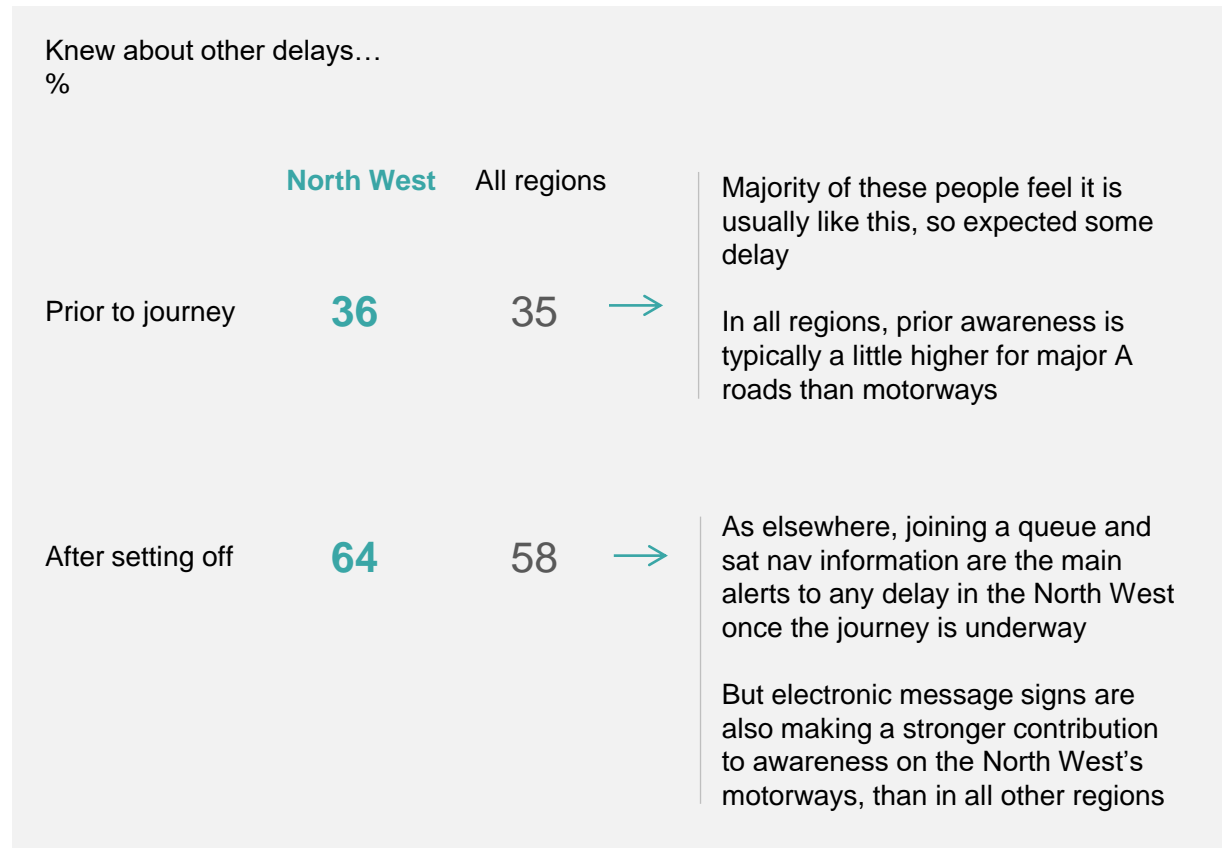 Knew about other delays…
%
North West All regions
Prior to journey 36 35
Majority of these people feel it is
usually like this, so expected some
delay
In all regions, prior awareness is
typically a little higher for major A
roads than motorways
After setting off 64 58
As elsewhere, joining a queue and
sat nav information are the main
alerts to any delay in the North West
once the journey is underway
But electronic message signs are
also making a stronger contribution
to awareness on the North West’s
motorways, than in all other regions